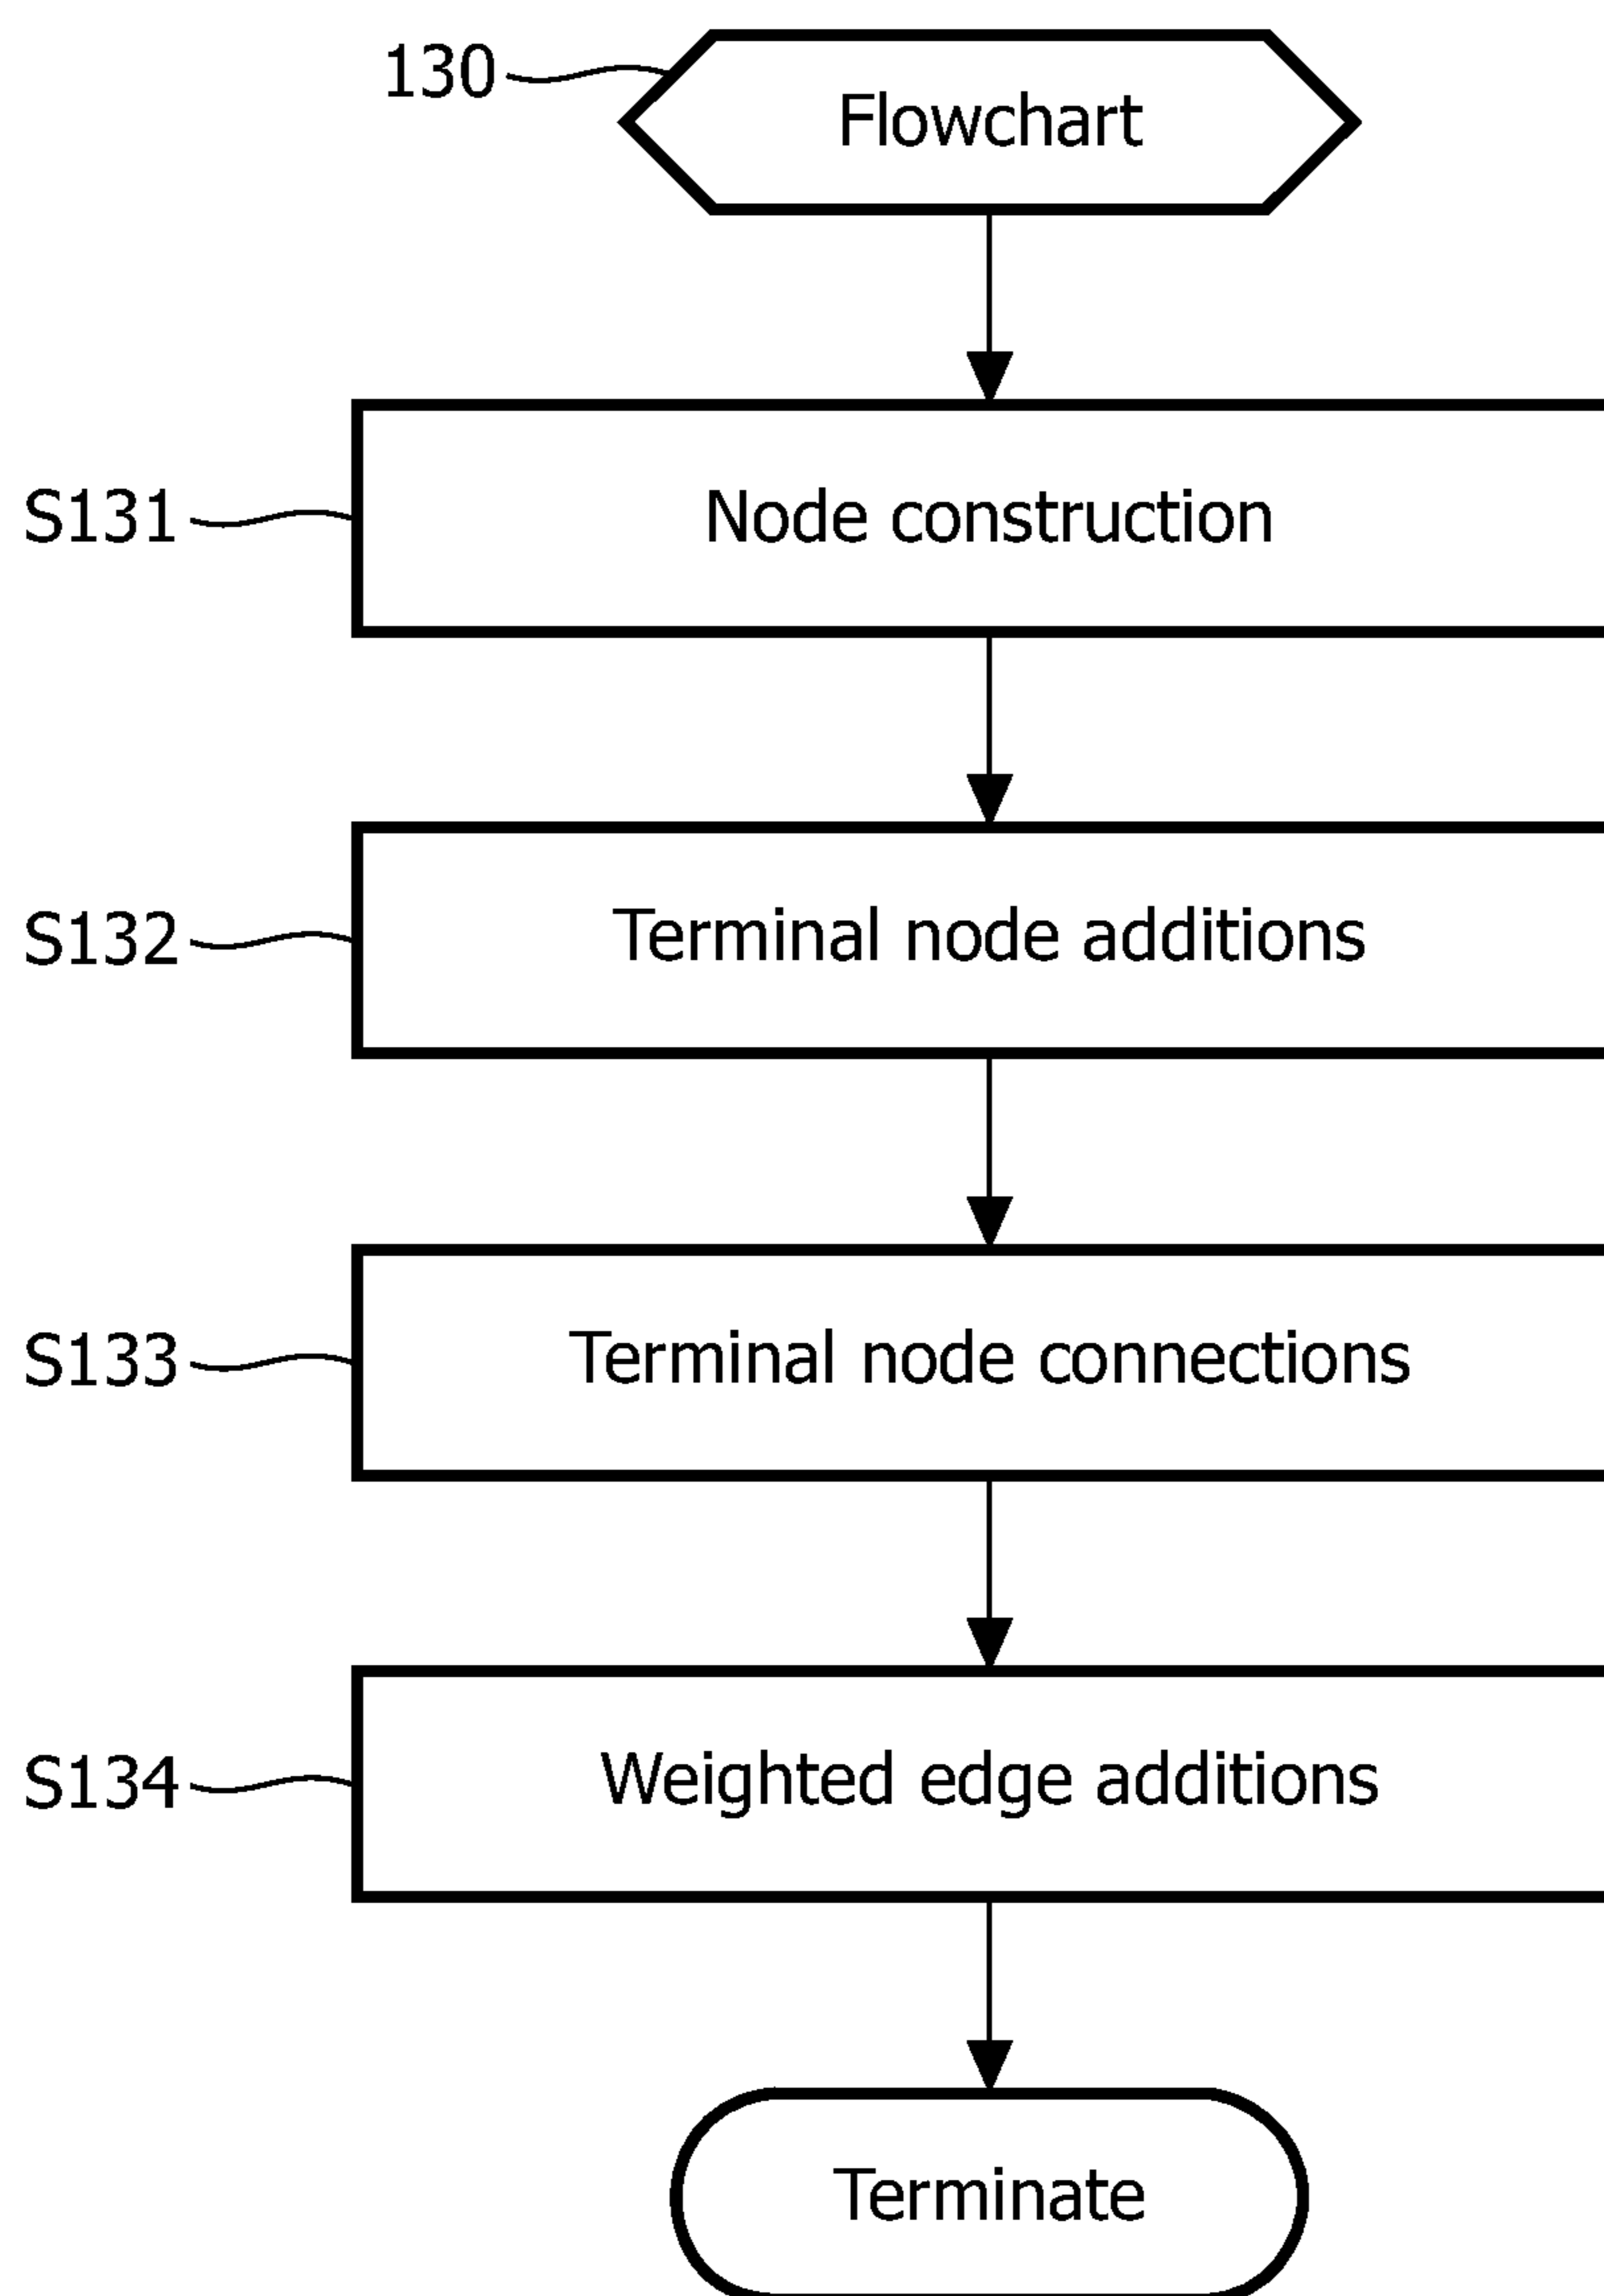 130
Flowchart
S131
Node construction
S132
Terminal node additions
S133
Terminal node connections
S134
Weighted edge additions
Terminate